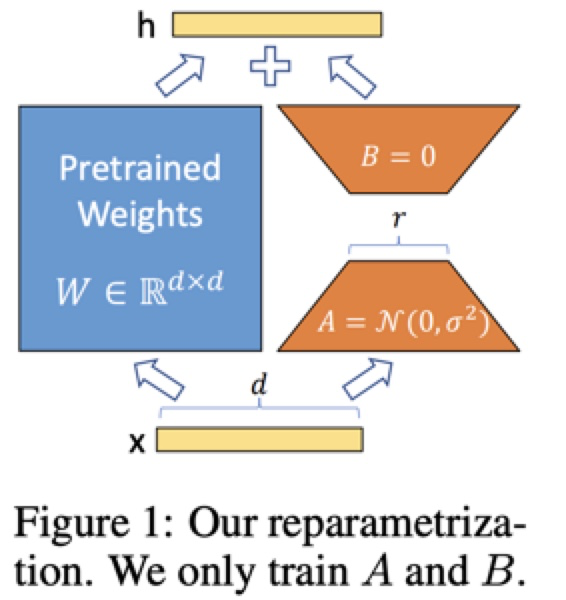 h
Pretrained
Weights
W ∈ ℝ^{d×d}
B = 0
r
A = 𝒩(0, σ²)
d
x
Figure 1: Our reparametriza-
tion. We only train A and B.